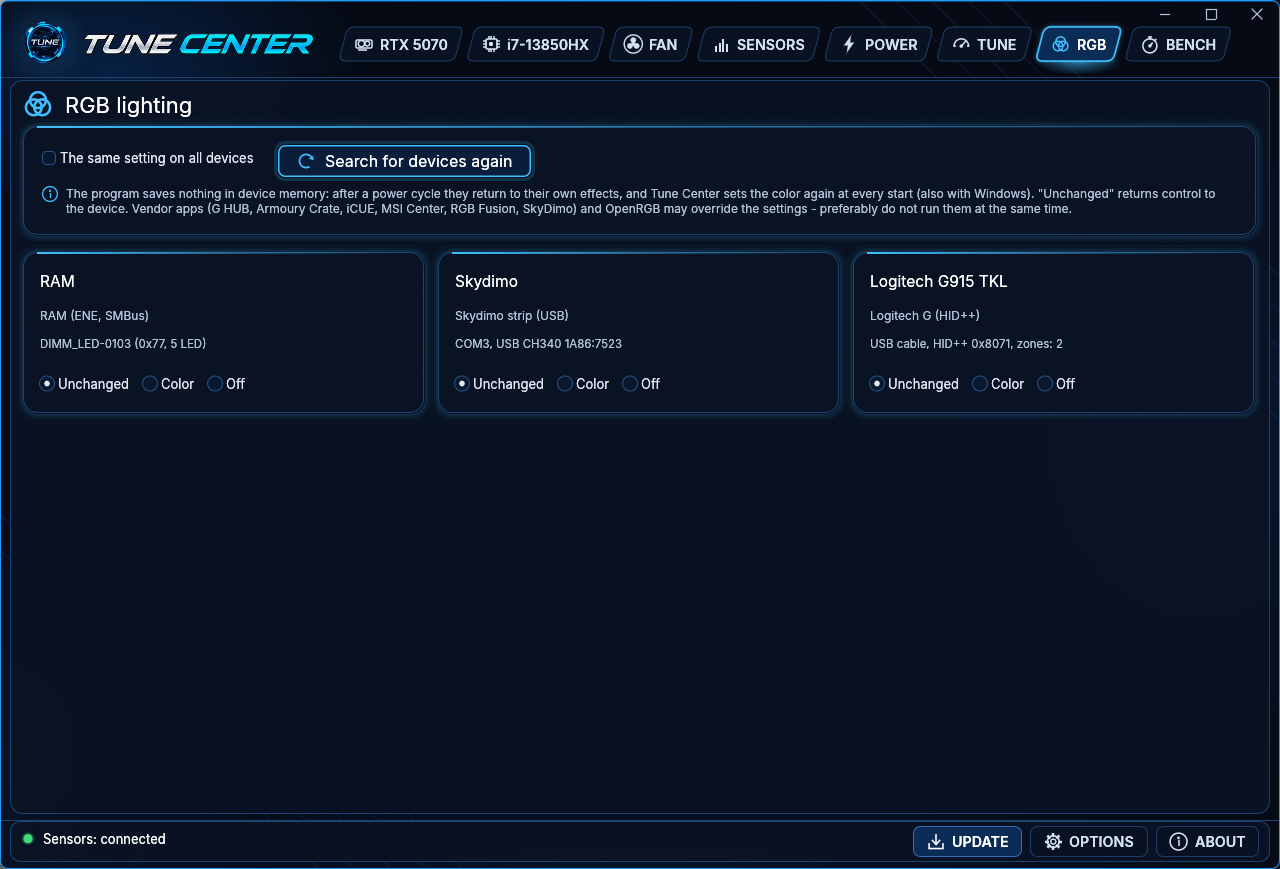 TUNE
TUNE CENTER
RTX 5070
i7-13850HX
FAN
SENSORS
POWER
TUNE
RGB
BENCH
RGB lighting
The same setting on all devices
Search for devices again
The program saves nothing in device memory: after a power cycle they return to their own effects, and Tune Center sets the color again at every start (also with Windows). "Unchanged" returns control to
the device. Vendor apps (G HUB, Armoury Crate, iCUE, MSI Center, RGB Fusion, SkyDimo) and OpenRGB may override the settings - preferably do not run them at the same time.
RAM
RAM (ENE, SMBus)
DIMM_LED-0103 (0x77, 5 LED)
Unchanged Color Off
Skydimo
Skydimo strip (USB)
COM3, USB CH340 1A86:7523
Unchanged Color Off
Logitech G915 TKL
Logitech G (HID++)
USB cable, HID++ 0x8071, zones: 2
Unchanged Color Off
Sensors: connected
UPDATE
OPTIONS
ABOUT